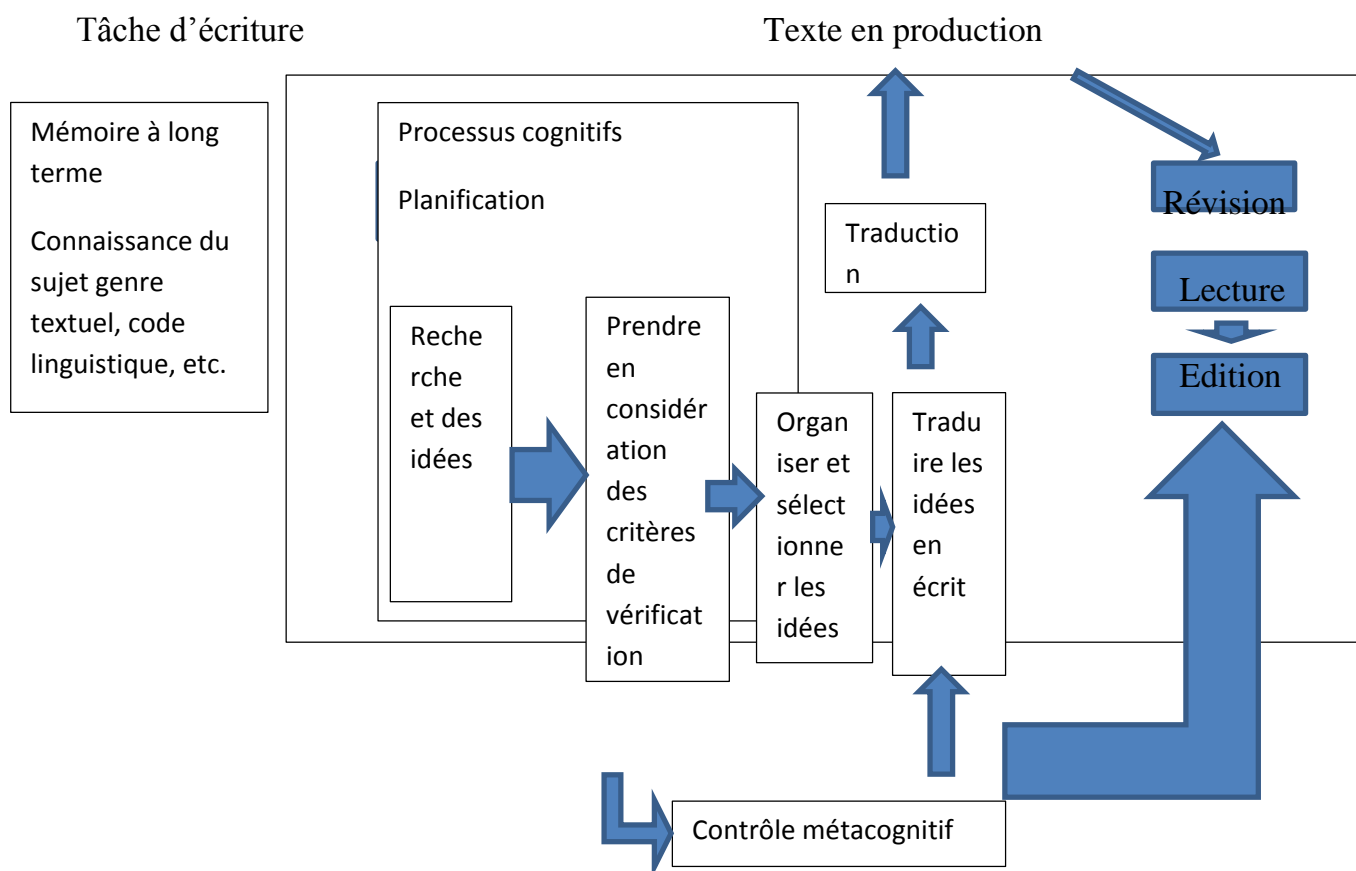 Tâche d’écriture
Texte en production
Mémoire à long
terme
Connaissance du
sujet genre
textuel, code
linguistique, etc.
Processus cognitifs
Planification
Reche
rche
et des
idées
Prendre
en
considér
ation
des
critères
de
vérificat
ion
Organ
iser et
sélect
ionne
r les
idées
Tradu
ire les
idées
en
écrit
Traductio
n
Révision
Lecture
Edition
Contrôle métacognitif